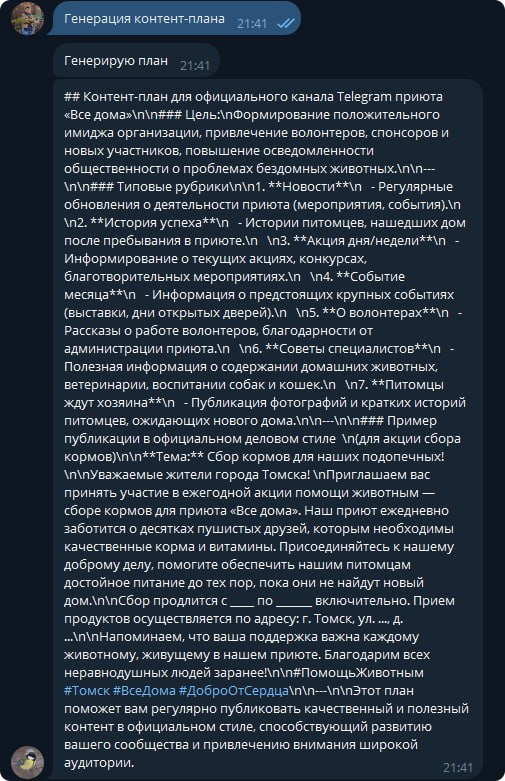 Генерация контент-плана
21:41
Генерирую план
21:41
## Контент-план для официального канала Telegram приюта
«Все дома»\n\n### Цель:\nФормирование положительного
имиджа организации, привлечение волонтеров, спонсоров и
новых участников, повышение осведомленности
общественности о проблемах бездомных животных.\n\n---
\n\n### Типовые рубрики\n\n1. **Новости**\n   - Регулярные
обновления о деятельности приюта (мероприятия, события).\n
\n2. **История успеха**\n   - Истории питомцев, нашедших дом
после пребывания в приюте.\n   \n3. **Акция дня/недели**\n   -
Информирование о текущих акциях, конкурсах,
благотворительных мероприятиях.\n   \n4. **Событие
месяца**\n   - Информация о предстоящих крупных событиях
(выставки, дни открытых дверей).\n   \n5. **О волонтерах**\n   -
Рассказы о работе волонтеров, благодарности от
администрации приюта.\n   \n6. **Советы специалистов**\n   -
Полезная информация о содержании домашних животных,
ветеринарии, воспитании собак и кошек.\n   \n7. **Питомцы
ждут хозяина**\n   - Публикация фотографий и кратких историй
питомцев, ожидающих нового дома.\n\n---\n\n### Пример
публикации в официальном деловом стиле  \n(для акции сбора
кормов)\n\n**Тема:** Сбор кормов для наших подопечных!
\n\nУважаемые жители города Томска! \nПриглашаем вас
принять участие в ежегодной акции помощи животным —
сборе кормов для приюта «Все дома». Наш приют ежедневно
заботится о десятках пушистых друзей, которым необходимы
качественные корма и витамины. Присоединяйтесь к нашему
доброму делу, помогите обеспечить нашим питомцам
достойное питание до тех пор, пока они не найдут новый
дом.\n\nСбор продлится с ____ по ______ включительно. Прием
продуктов осуществляется по адресу: г. Томск, ул. ..., д.
...\n\nНапоминаем, что ваша поддержка важна каждому
животному, живущему в нашем приюте. Благодарим всех
неравнодушных людей заранее!\n\n#ПомощьЖивотным
#Томск #ВсеДома #ДоброОтСердца\n\n---\n\nЭтот план
поможет вам регулярно публиковать качественный и полезный
контент в официальном стиле, способствующий развитию
вашего сообщества и привлечению внимания широкой
аудитории.
21:41